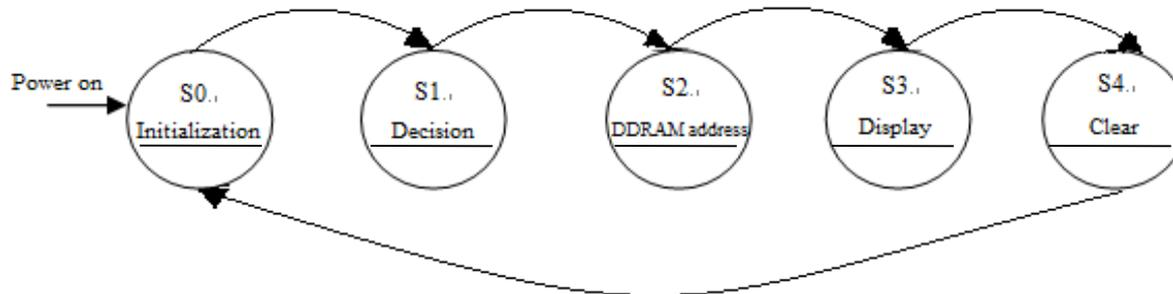 Power on
S0..
Initialization
S1..
Decision
S2..
DDRAM address
S3..
Display
S4..
Clear